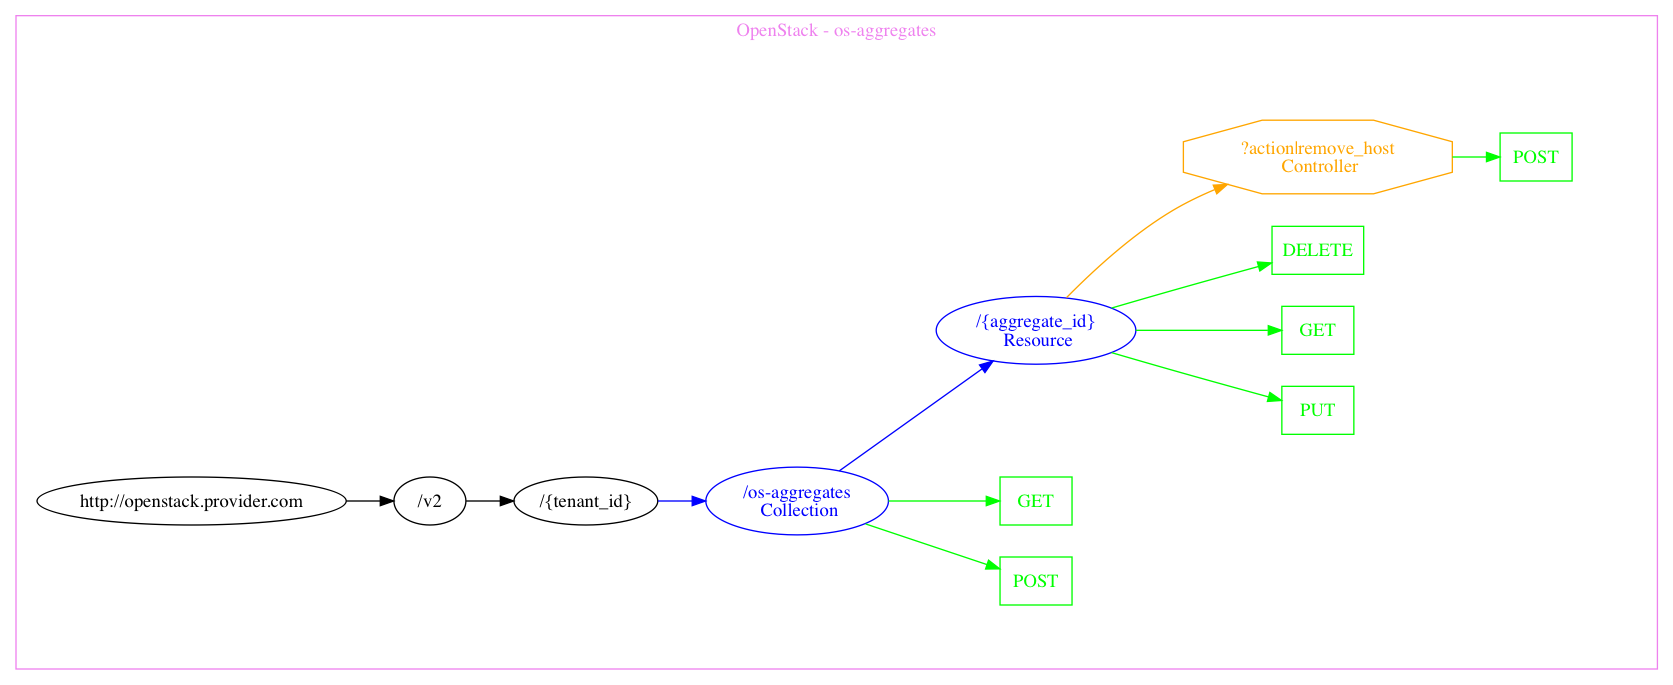 OpenStack - os-aggregates
?action|remove_host
Controller
POST
DELETE
/{aggregate_id}
Resource
GET
PUT
http://openstack.provider.com
/v2
/{tenant_id}
/os-aggregates
Collection
GET
POST